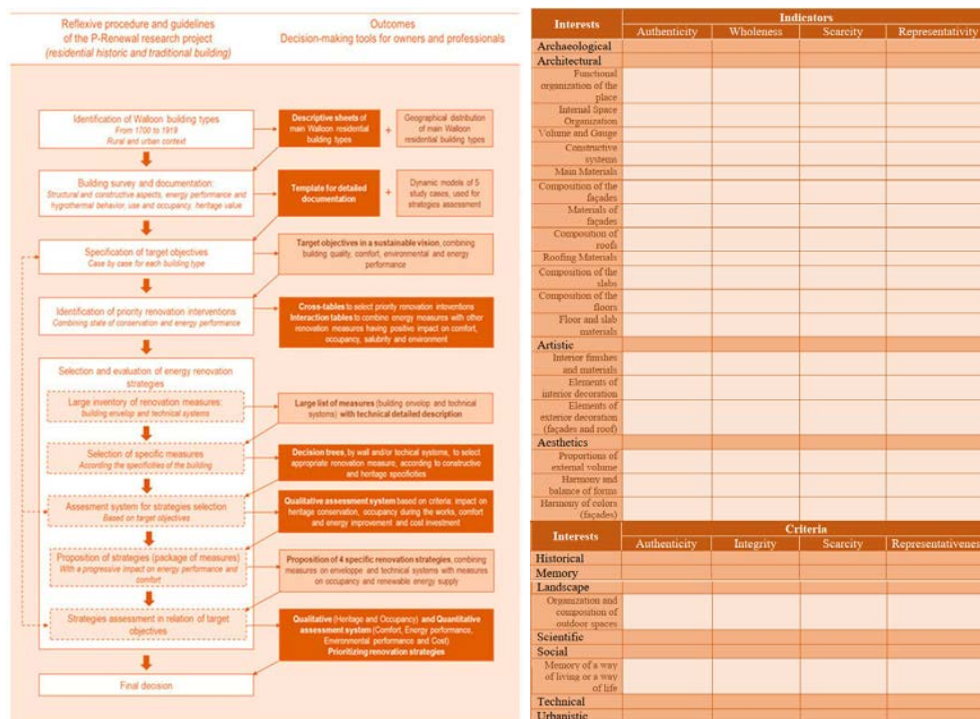 Reflexive procedure and guidelines
of the P-Renewal research project
(residential historic and traditional building)
Outcomes
Decision-making tools for owners and professionals
Identification of Walloon building types
From 1700 to 1919
Rural and urban context
Descriptive sheets of
main Walloon residential
building types
+
Geographical distribution
of main Walloon
residential building types
Building survey and documentation:
Structural and constructive aspects, energy performance and
hygrothermal behavior, use and occupancy, heritage value
Template for detailed
documentation
+
Dynamic models of 5
study cases, used for
strategies assessment
Specification of target objectives
Case by case for each building type
Target objectives in a sustainable vision, combining
building quality, comfort, environmental and energy
performance
Identification of priority renovation interventions
Combining state of conservation and energy performance
Cross-tables to select priority renovation interventions
Interaction tables to combine energy measures with other
renovation measures having positive impact on comfort,
occupancy, salubrity and environment
Selection and evaluation of energy renovation
strategies
Large inventory of renovation measures:
building envelop and technical systems
Large list of measures (building envelop and technical
systems) with technical detailed description
Selection of specific measures
According the specificities of the building
Decision trees, by wall and/or techical systems, to select
appropriate renovation measure, according to constructive
and heritage specificities
Assesment system for strategies selection
Based on target objectives
Qualitative assessment system based on criteria: impact on
heritage conservation, occupancy during the works, comfort
and energy improvement and cost investment
Proposition of strategies (package of measures)
With a progressive impact on energy performance and
comfort
Proposition of 4 specific renovation strategies, combining
measures on enveloppe and technical systems with measures
on occupancy and renewable energy supply
Strategies assessment in relation of target
objectives
Qualitative (Heritage and Occupancy) and Quantitative
assessment system (Comfort, Energy performance,
Environmental performance and Cost)
Prioritizing renovation strategies
Final decision
Interests
Indicators
Authenticity Wholeness Scarcity Representativity
Archaeological
Architectural
Functional
organization of the
place
Internal Space
Organization
Volume and Gauge
Constructive
systems
Main Materials
Composition of the
façades
Materials of
façades
Composition of
roofs
Roofing Materials
Composition of the
slabs
Composition of the
floors
Floor and slab
materials
Artistic
Interior finishes
and materials
Elements of
interior decoration
Elements of
exterior decoration
(façades and roof)
Aesthetics
Proportions of
external volume
Harmony and
balance of forms
Harmony of colors
(façades)
Interests
Criteria
Authenticity Integrity Scarcity Representativeness
Historical
Memory
Landscape
Organization and
composition of
outdoor spaces
Scientific
Social
Memory of a way
of living or a way
of life
Technical
Urbanistic